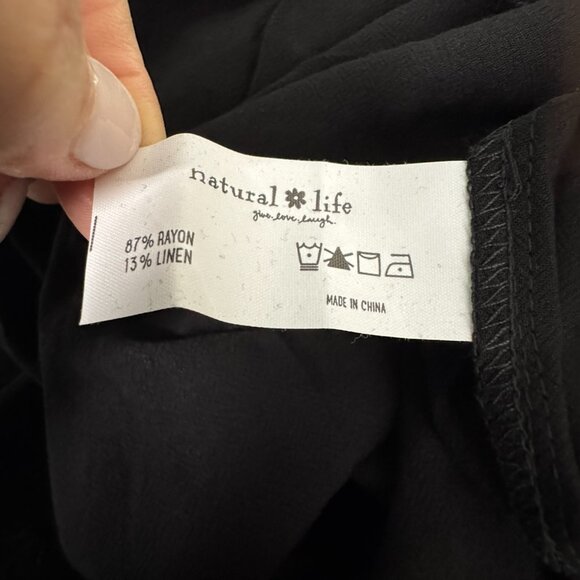 natural life
give.love.laugh.
87% RAYON
13% LINEN
MADE IN CHINA